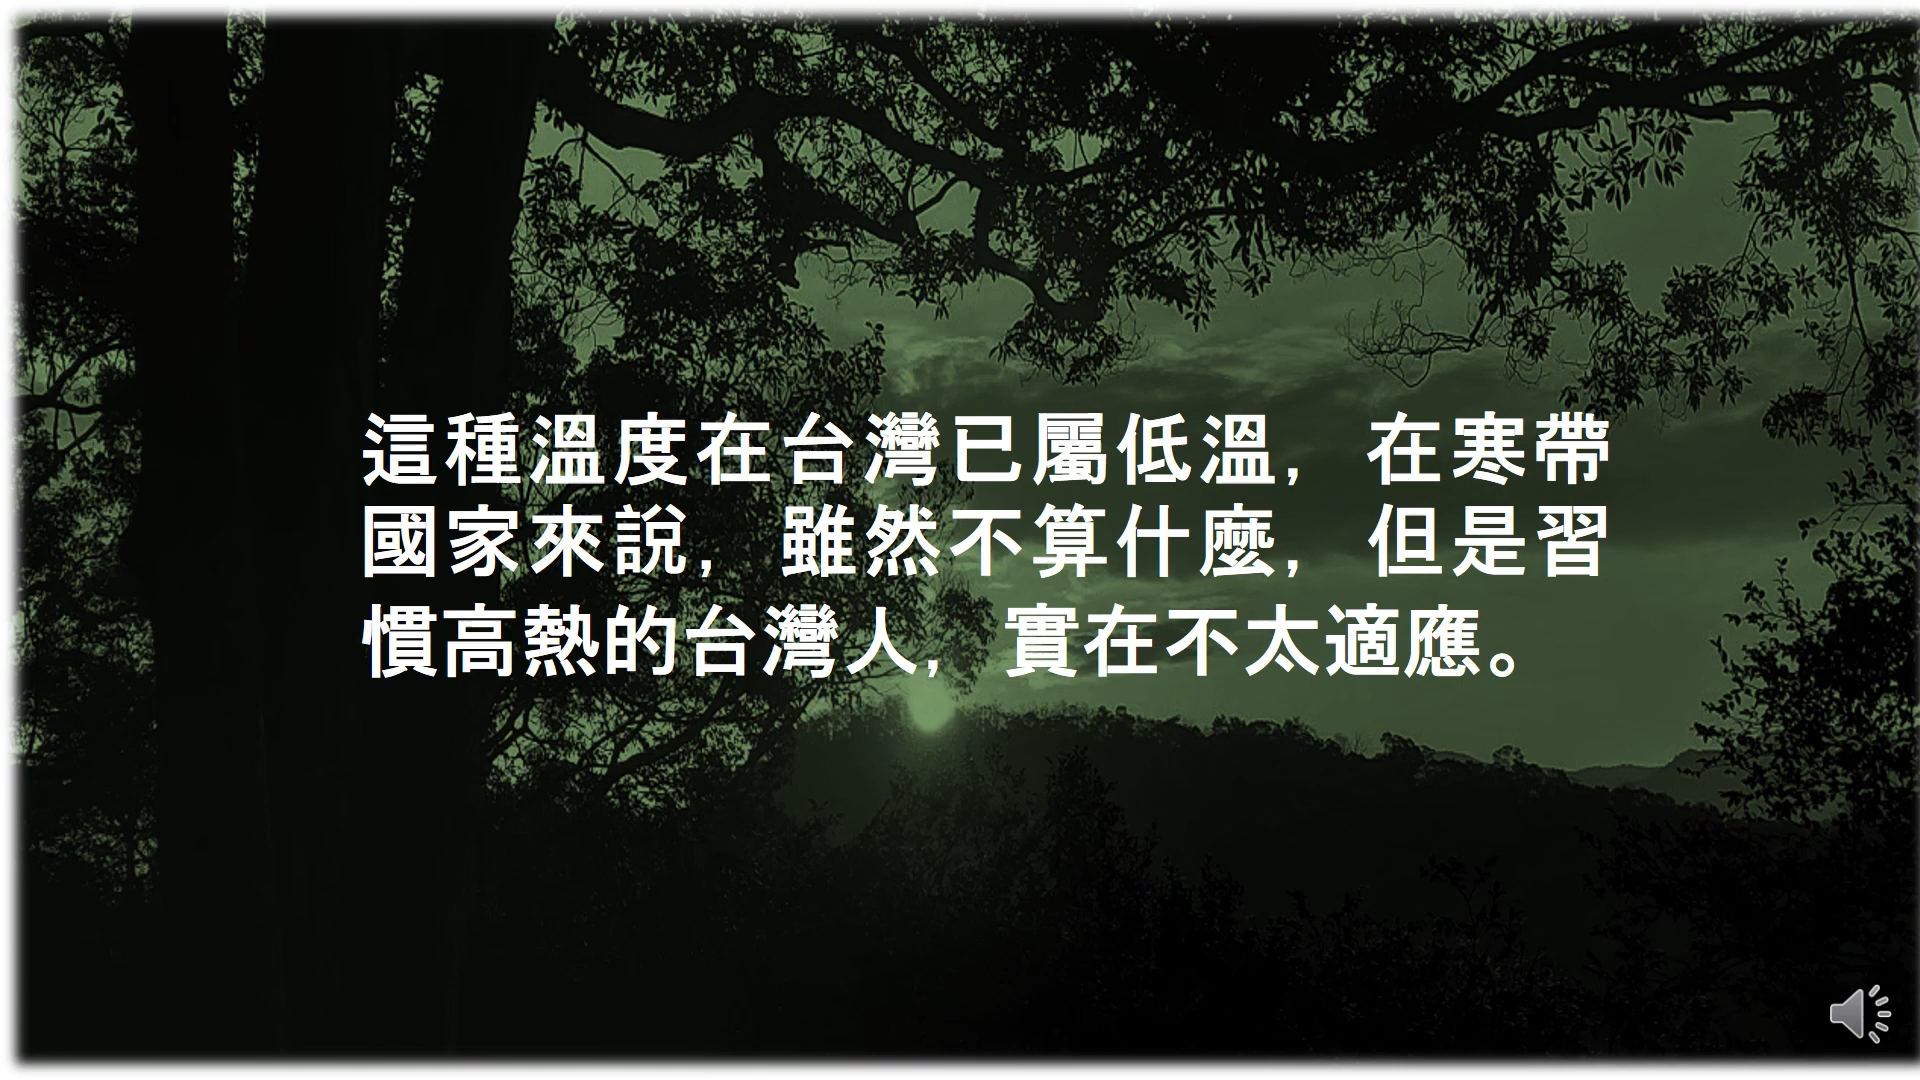 這種溫度在台灣已屬低溫，在寒帶
國家來說，雖然不算什麼，但是習
慣高熱的台灣人，實在不太適應。